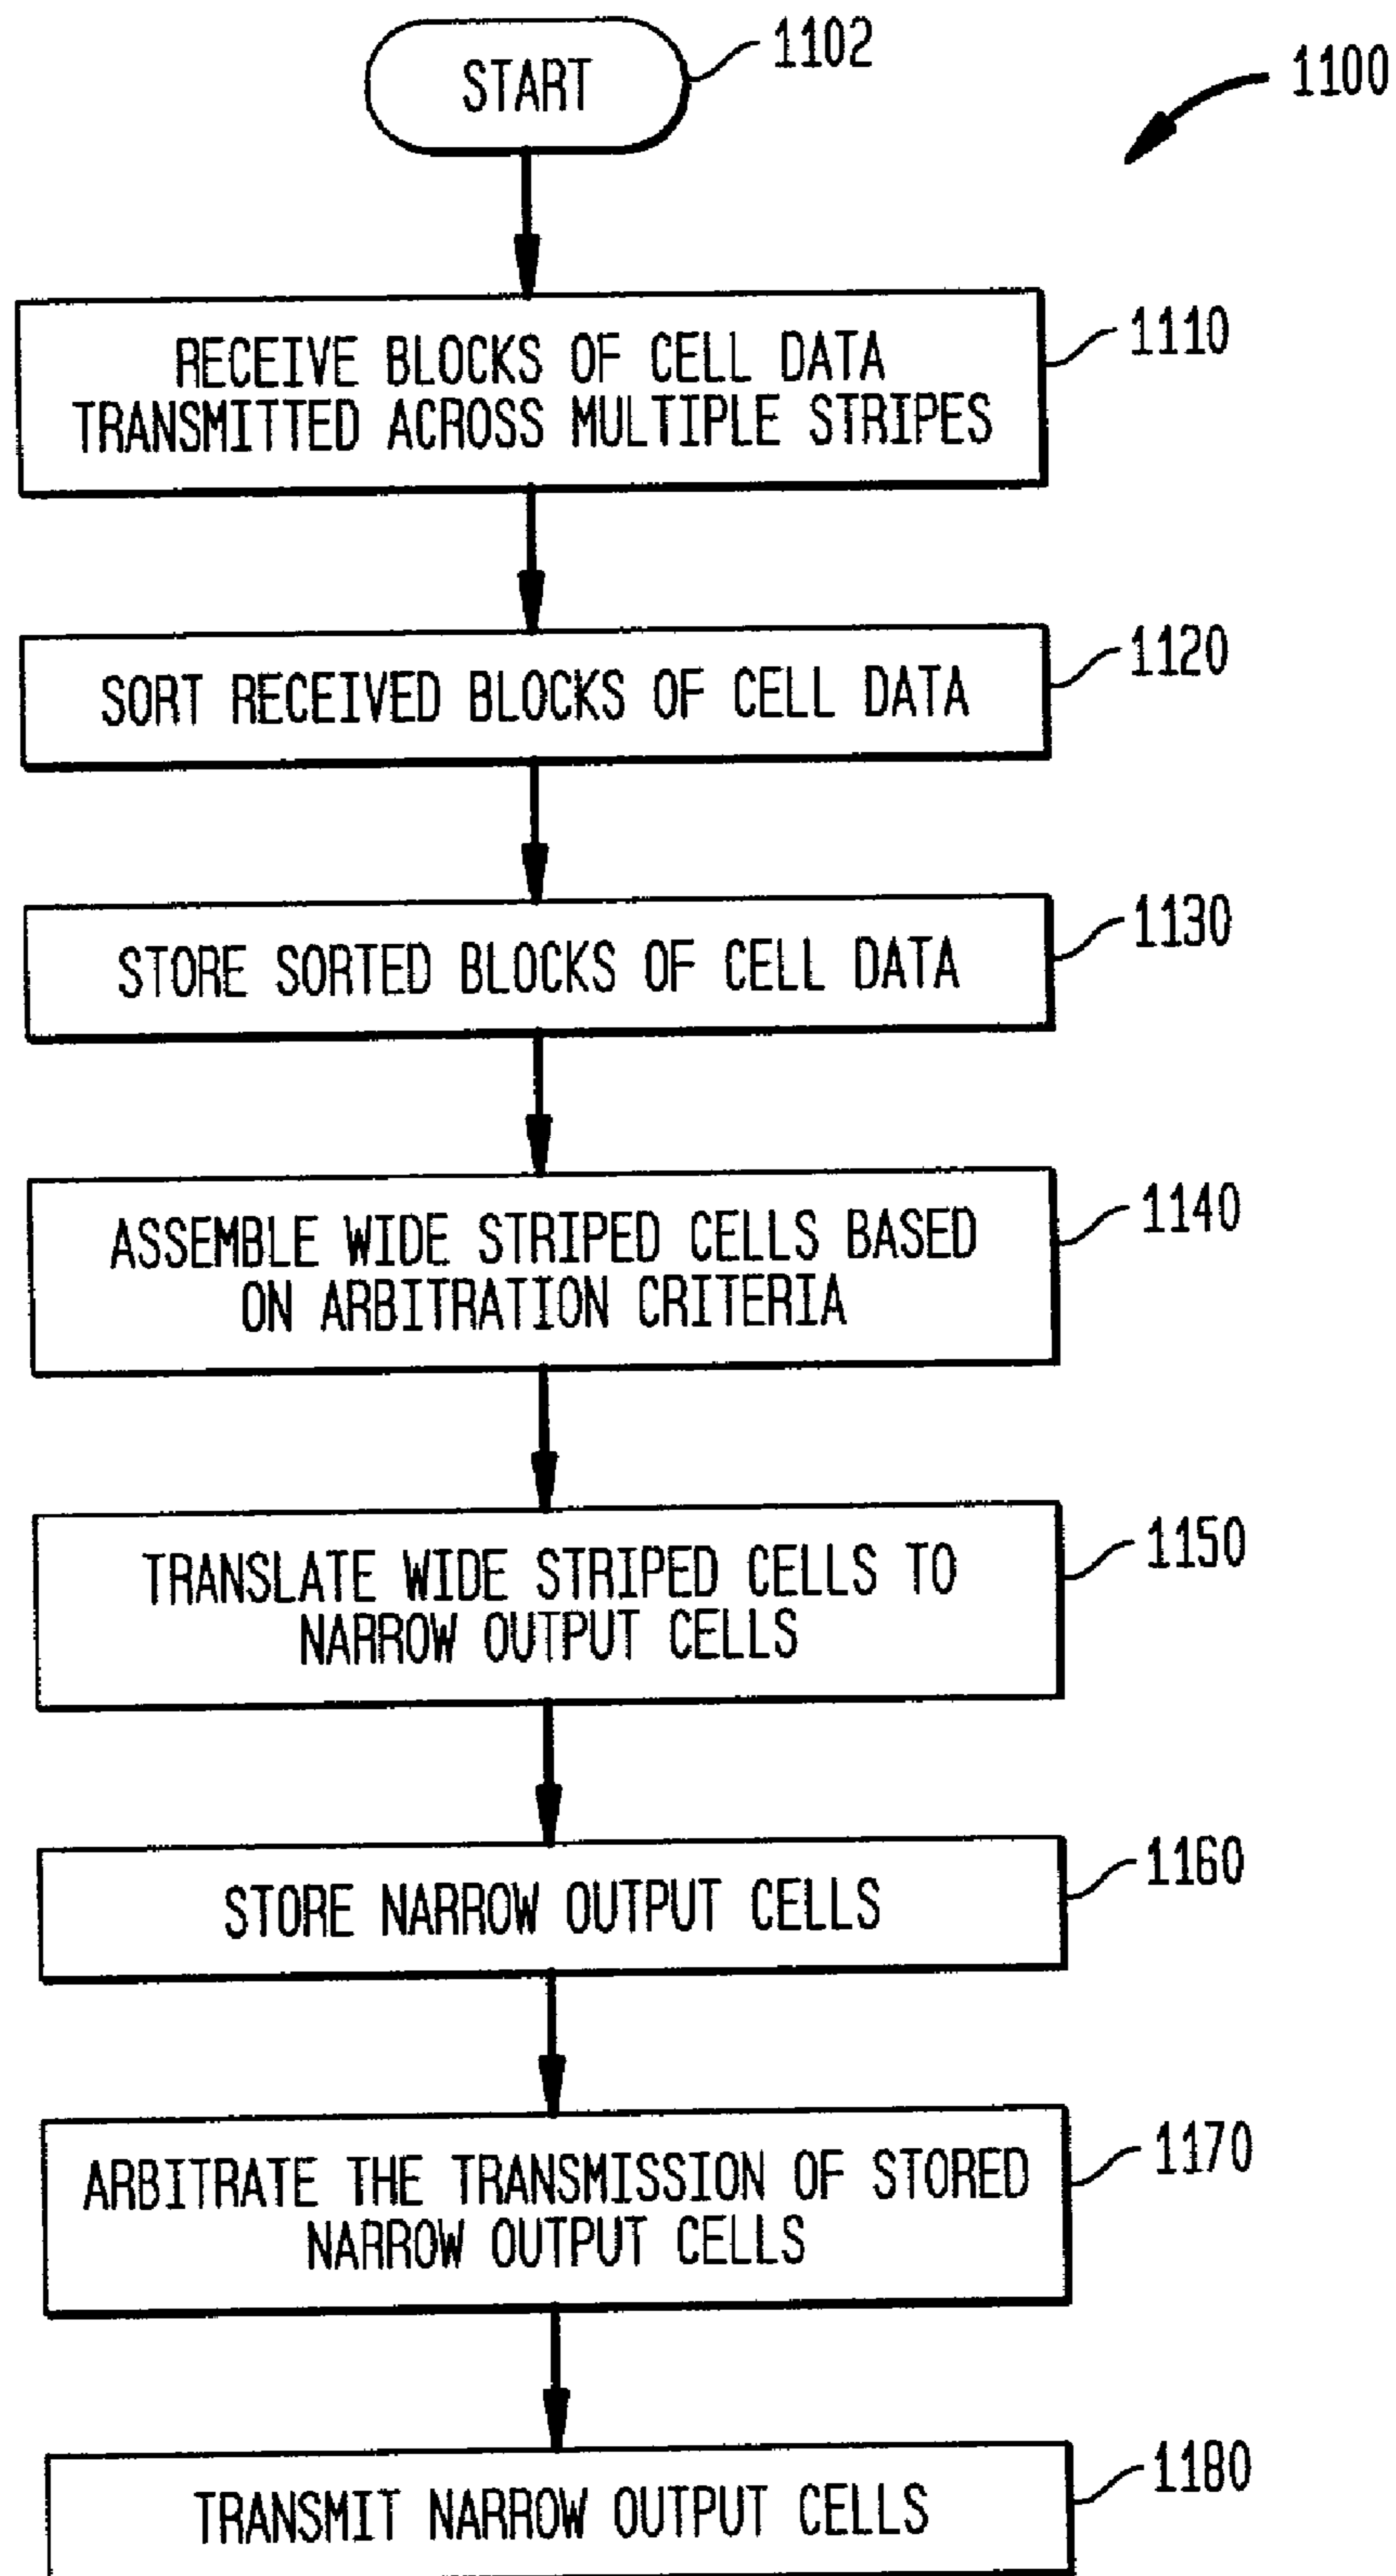 START
1102
1100
RECEIVE BLOCKS OF CELL DATA
TRANSMITTED ACROSS MULTIPLE STRIPES
1110
SORT RECEIVED BLOCKS OF CELL DATA
1120
STORE SORTED BLOCKS OF CELL DATA
1130
ASSEMBLE WIDE STRIPED CELLS BASED
ON ARBITRATION CRITERIA
1140
TRANSLATE WIDE STRIPED CELLS TO
NARROW OUTPUT CELLS
1150
STORE NARROW OUTPUT CELLS
1160
ARBITRATE THE TRANSMISSION OF STORED
NARROW OUTPUT CELLS
1170
TRANSMIT NARROW OUTPUT CELLS
1180